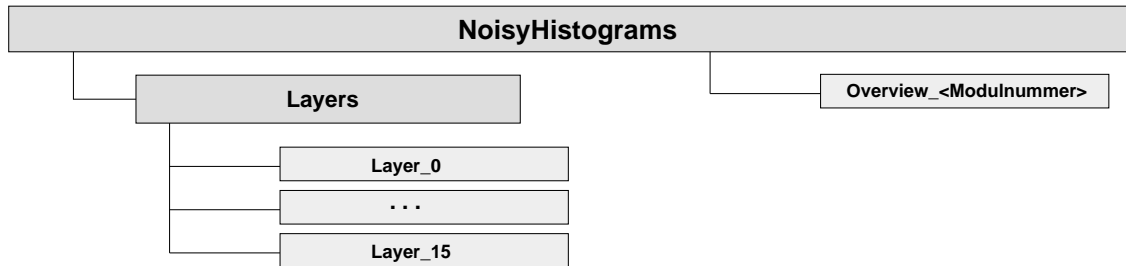 NoisyHistograms
Layers
Overview_<Modulnummer>
Layer_0
. . .
Layer_15